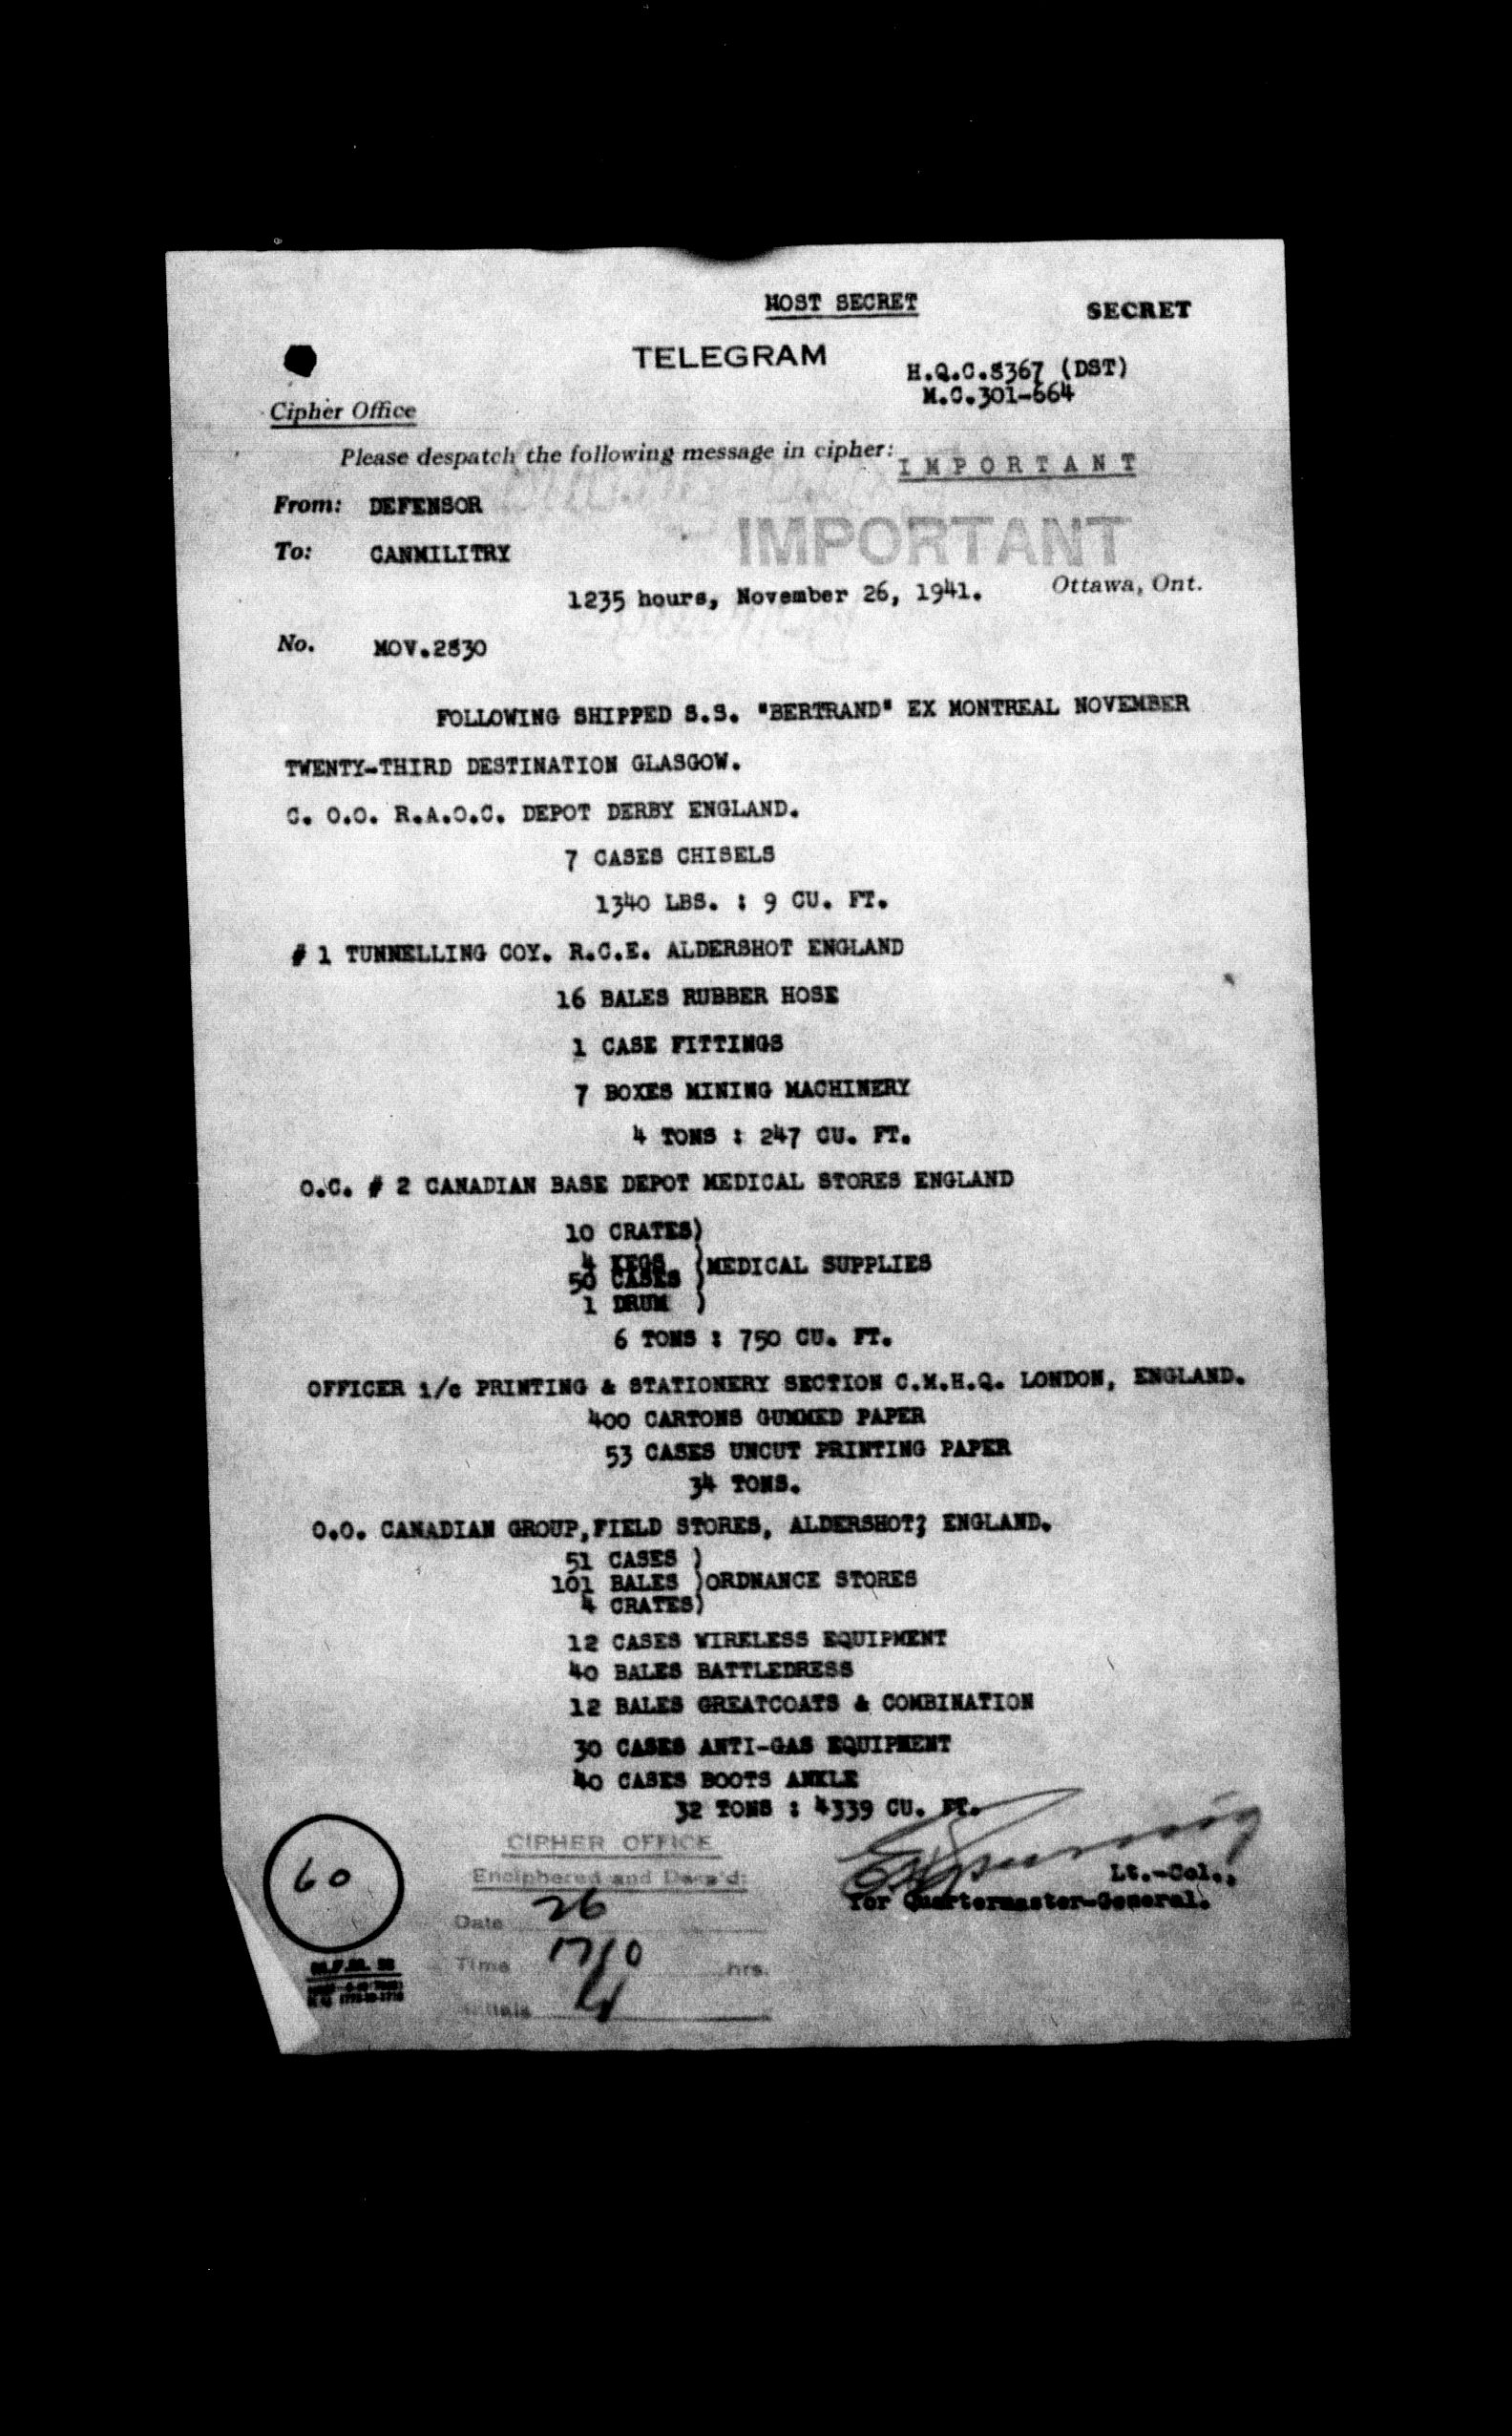 MOST SECRET
SECRET
TELEGRAM
H.Q.C.8367 (DST)
M.C.301-664
Cipher Office
Please despatch the following message in cipher:
IMPORTANT
From: DEFENSOR
IMPORTANT
To: CANMILITRY
1235 hours, November 26, 1941. Ottawa, Ont.
No. MOV.2830
FOLLOWING SHIPPED S.S. "BERTRAND" EX MONTREAL NOVEMBER
TWENTY-THIRD DESTINATION GLASGOW.
C. O.O. R.A.O.C. DEPOT DERBY ENGLAND.
7 CASES CHISELS
1340 LBS. : 9 CU. FT.
# 1 TUNNELLING COY. R.C.E. ALDERSHOT ENGLAND
16 BALES RUBBER HOSE
1 CASE FITTINGS
7 BOXES MINING MACHINERY
4 TONS : 247 CU. FT.
O.C. # 2 CANADIAN BASE DEPOT MEDICAL STORES ENGLAND
10 CRATES)
4 KEGS )MEDICAL SUPPLIES
50 CASES )
1 DRUM )
6 TONS : 750 CU. FT.
OFFICER i/c PRINTING & STATIONERY SECTION C.M.H.Q. LONDON, ENGLAND.
400 CARTONS GUMMED PAPER
53 CASES UNCUT PRINTING PAPER
34 TONS.
O.O. CANADIAN GROUP, FIELD STORES, ALDERSHOT; ENGLAND.
51 CASES )
101 BALES )ORDNANCE STORES
4 CRATES)
12 CASES WIRELESS EQUIPMENT
40 BALES BATTLEDRESS
12 BALES GREATCOATS & COMBINATION
30 CASES ANTI-GAS EQUIPMENT
40 CASES BOOTS ANKLE
32 TONS : 4339 CU. FT.
CIPHER OFFICE
Enciphered and Desp'd:
Date 26
Time 1710 hrs.
Initials
60
Lt.-Col.,
for Quartermaster-General.